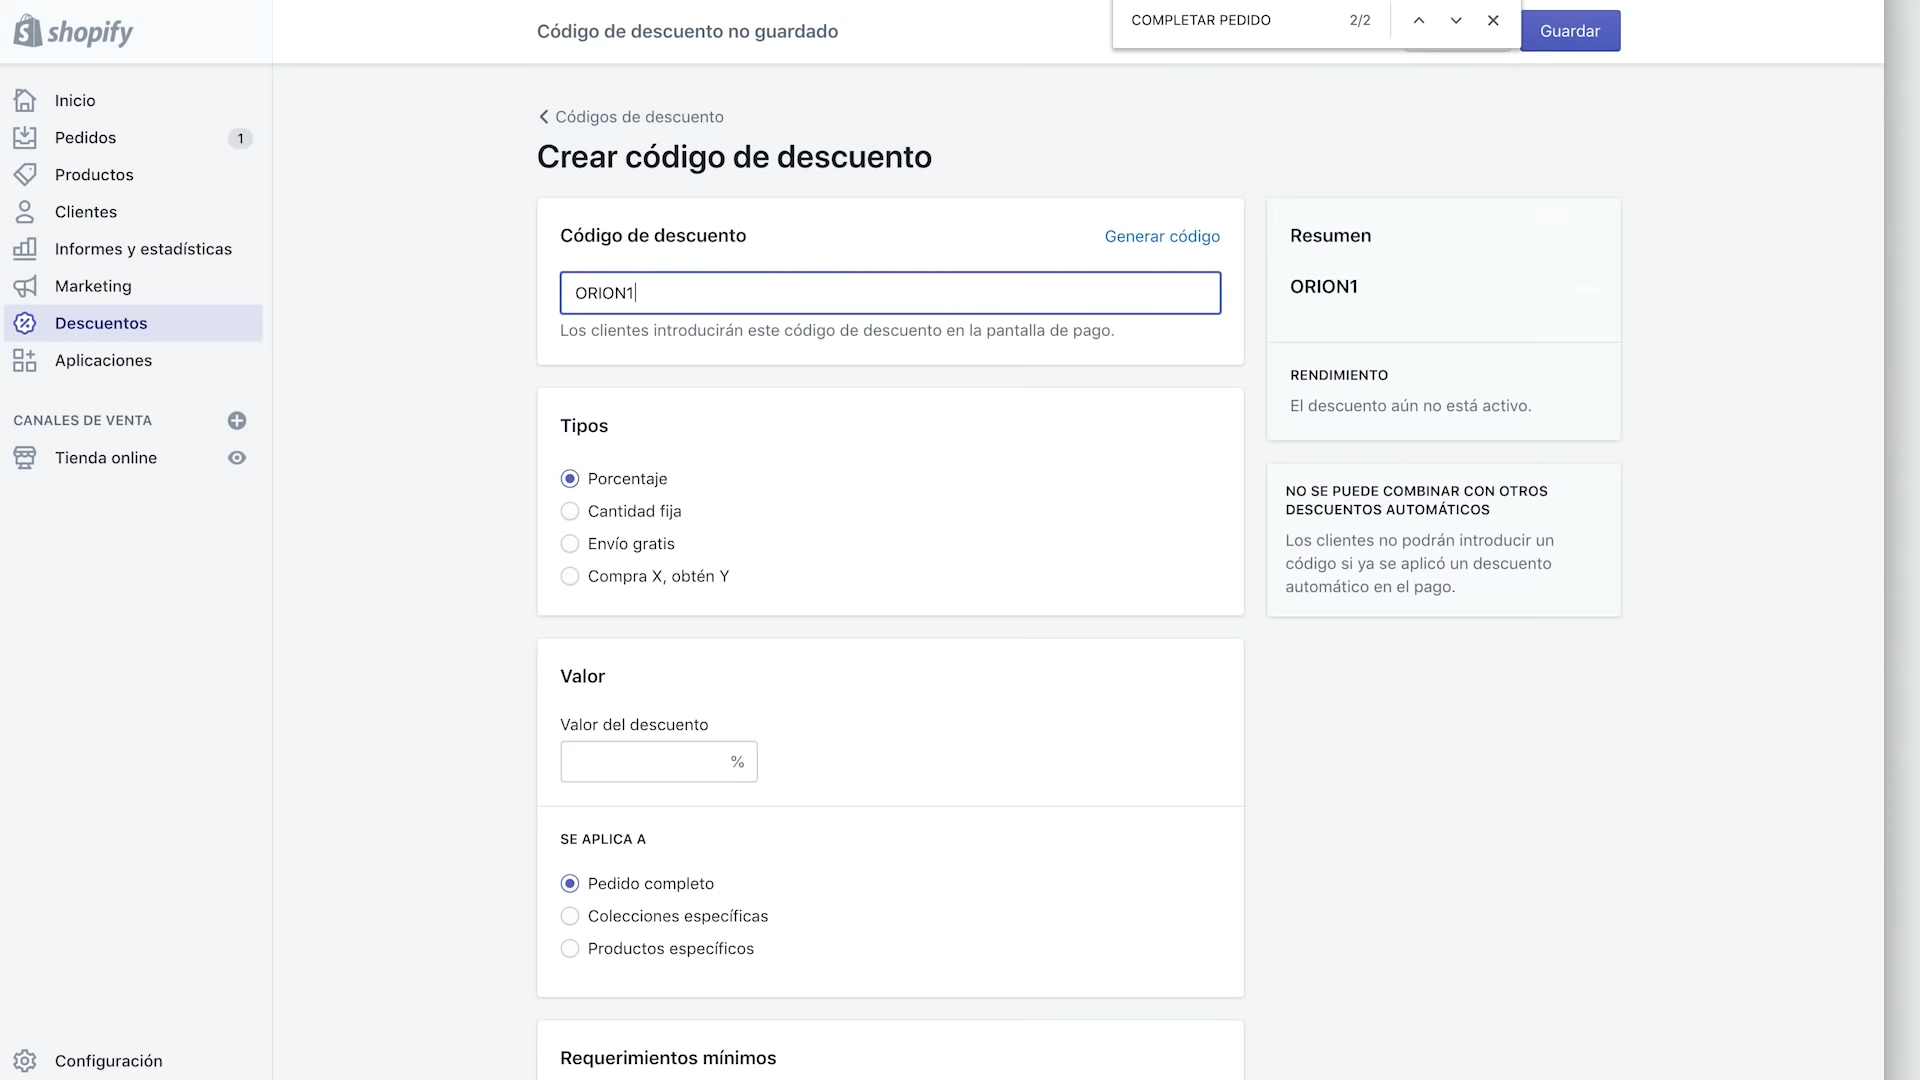 shopify
Código de descuento no guardado
COMPLETAR PEDIDO 2/2
Guardar
Inicio
Pedidos 1
Productos
Clientes
Informes y estadísticas
Marketing
Descuentos
Aplicaciones
CANALES DE VENTA
Tienda online
Configuración
Códigos de descuento
Crear código de descuento
Código de descuento Generar código
ORION1
Los clientes introducirán este código de descuento en la pantalla de pago.
Tipos
Porcentaje
Cantidad fija
Envío gratis
Compra X, obtén Y
Valor
Valor del descuento
%
SE APLICA A
Pedido completo
Colecciones específicas
Productos específicos
Requerimientos mínimos
Resumen
ORION1
RENDIMIENTO
El descuento aún no está activo.
NO SE PUEDE COMBINAR CON OTROS
DESCUENTOS AUTOMÁTICOS
Los clientes no podrán introducir un
código si ya se aplicó un descuento
automático en el pago.